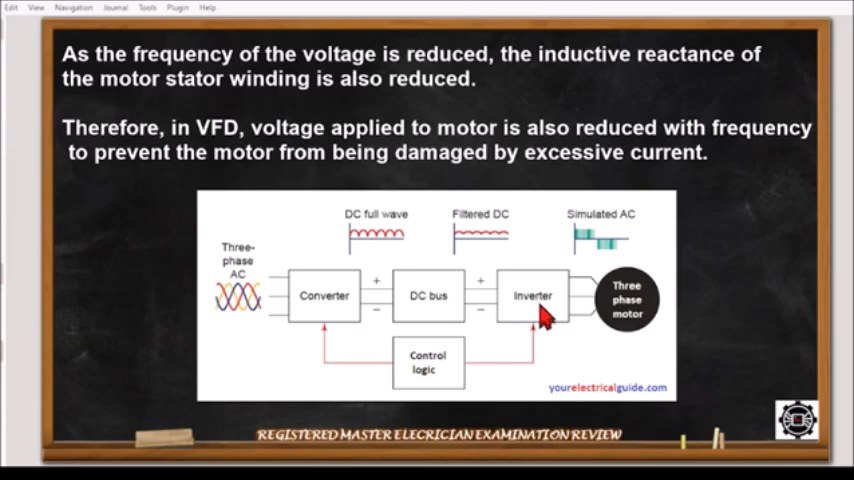 Edit View Navigation Journal Tools Plugin Help
As the frequency of the voltage is reduced, the inductive reactance of
the motor stator winding is also reduced.
Therefore, in VFD, voltage applied to motor is also reduced with frequency
to prevent the motor from being damaged by excessive current.
DC full wave Filtered DC Simulated AC
Three-
phase
AC
Converter
+
−
DC bus
+
−
Inverter
Three
phase
motor
Control
logic
yourelectricalguide.com
REGISTERED MASTER ELECRICIAN EXAMINATION REVIEW